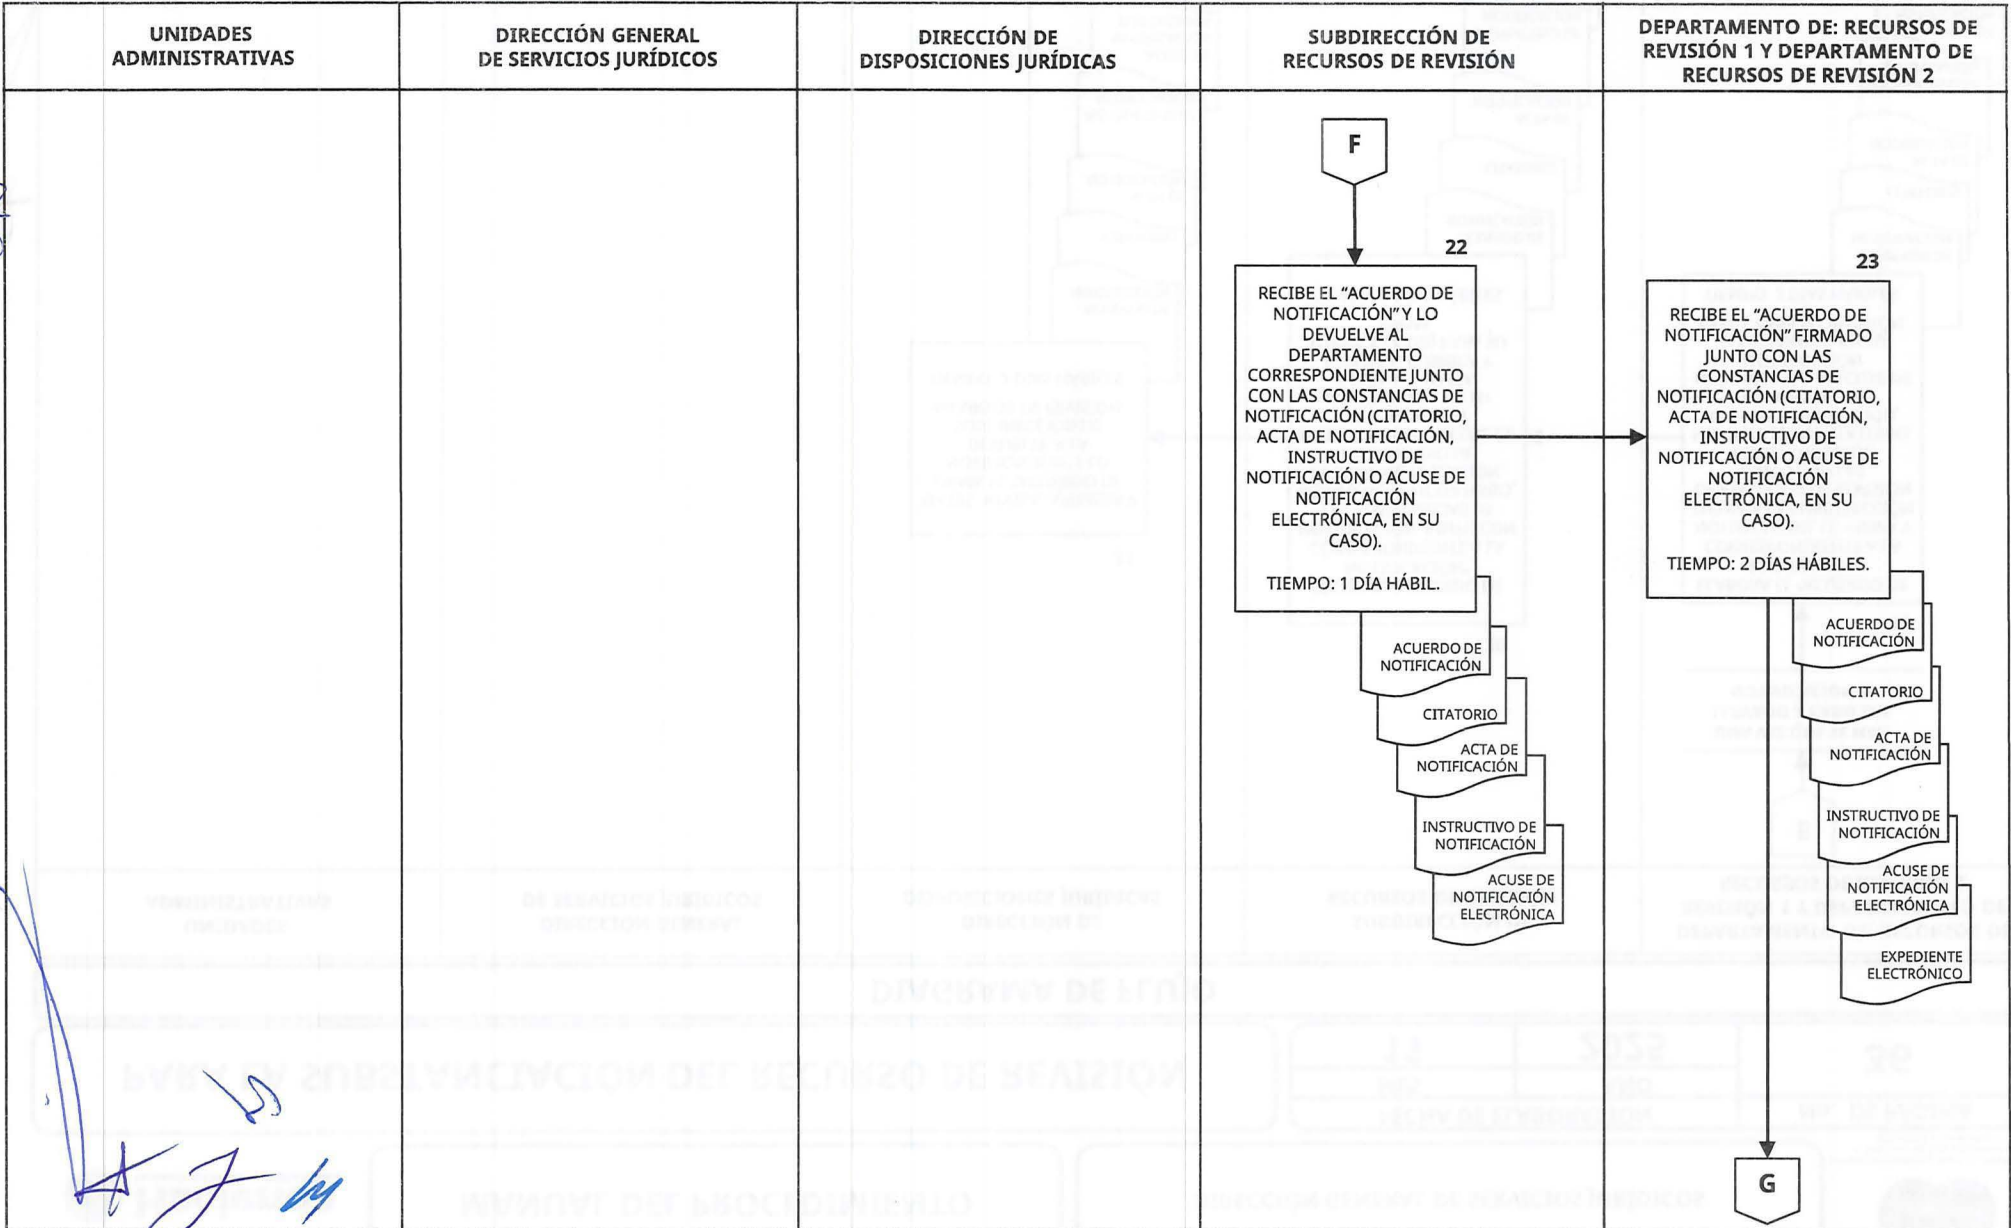 UNIDADES
ADMINISTRATIVAS
DIRECCIÓN GENERAL
DE SERVICIOS JURÍDICOS
DIRECCIÓN DE
DISPOSICIONES JURÍDICAS
SUBDIRECCIÓN DE
RECURSOS DE REVISIÓN
DEPARTAMENTO DE: RECURSOS DE
REVISIÓN 1 Y DEPARTAMENTO DE
RECURSOS DE REVISIÓN 2
F
22
RECIBE EL “ACUERDO DE
NOTIFICACIÓN” Y LO
DEVUELVE AL
DEPARTAMENTO
CORRESPONDIENTE JUNTO
CON LAS CONSTANCIAS DE
NOTIFICACIÓN (CITATORIO,
ACTA DE NOTIFICACIÓN,
INSTRUCTIVO DE
NOTIFICACIÓN O ACUSE DE
NOTIFICACIÓN
ELECTRÓNICA, EN SU
CASO).
TIEMPO: 1 DÍA HÁBIL.
ACUERDO DE
NOTIFICACIÓN
CITATORIO
ACTA DE
NOTIFICACIÓN
INSTRUCTIVO DE
NOTIFICACIÓN
ACUSE DE
NOTIFICACIÓN
ELECTRÓNICA
23
RECIBE EL “ACUERDO DE
NOTIFICACIÓN” FIRMADO
JUNTO CON LAS
CONSTANCIAS DE
NOTIFICACIÓN (CITATORIO,
ACTA DE NOTIFICACIÓN,
INSTRUCTIVO DE
NOTIFICACIÓN O ACUSE DE
NOTIFICACIÓN
ELECTRÓNICA, EN SU
CASO).
TIEMPO: 2 DÍAS HÁBILES.
ACUERDO DE
NOTIFICACIÓN
CITATORIO
ACTA DE
NOTIFICACIÓN
INSTRUCTIVO DE
NOTIFICACIÓN
ACUSE DE
NOTIFICACIÓN
ELECTRÓNICA
EXPEDIENTE
ELECTRÓNICO
G